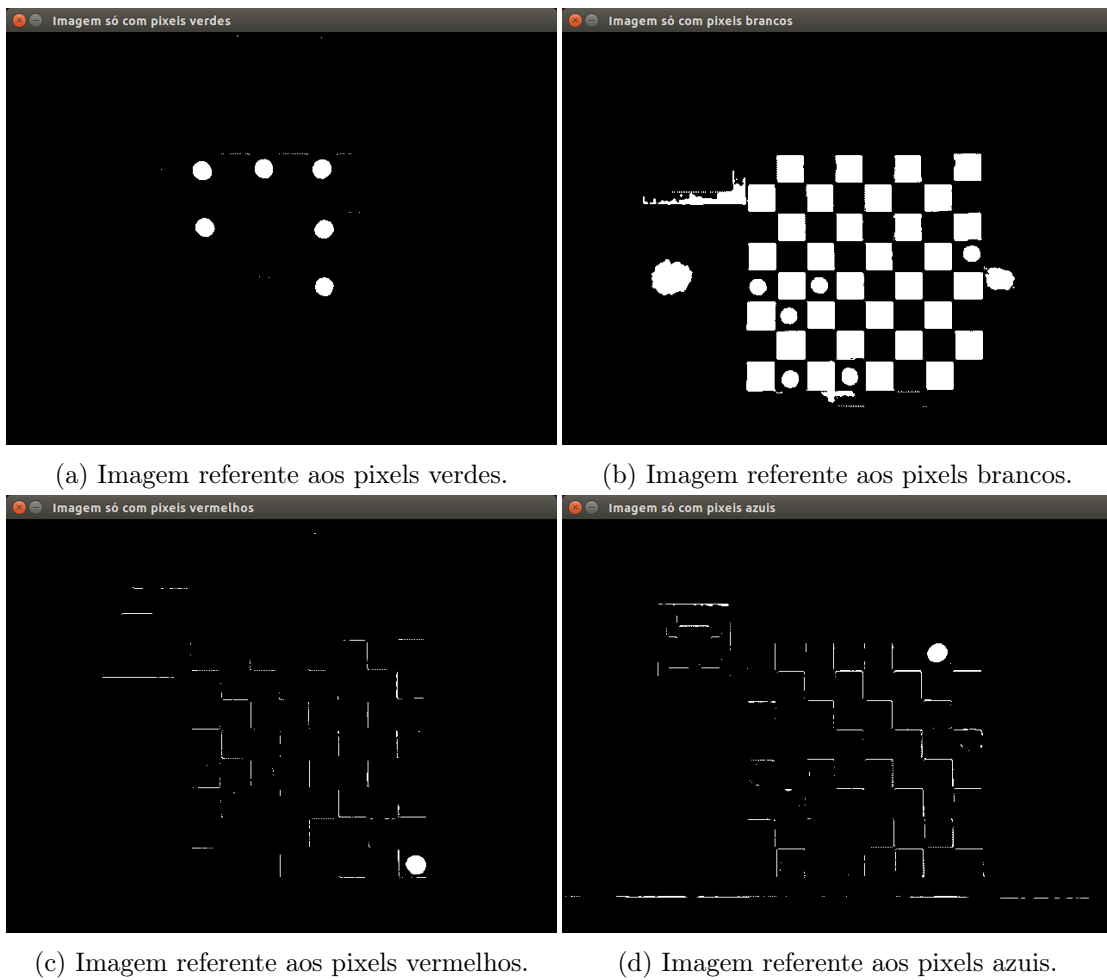 Imagem só com pixeis verdes
Imagem só com pixeis brancos
(a) Imagem referente aos pixels verdes.
(b) Imagem referente aos pixels brancos.
Imagem só com pixeis vermelhos
Imagem só com pixeis azuis
(c) Imagem referente aos pixels vermelhos.
(d) Imagem referente aos pixels azuis.